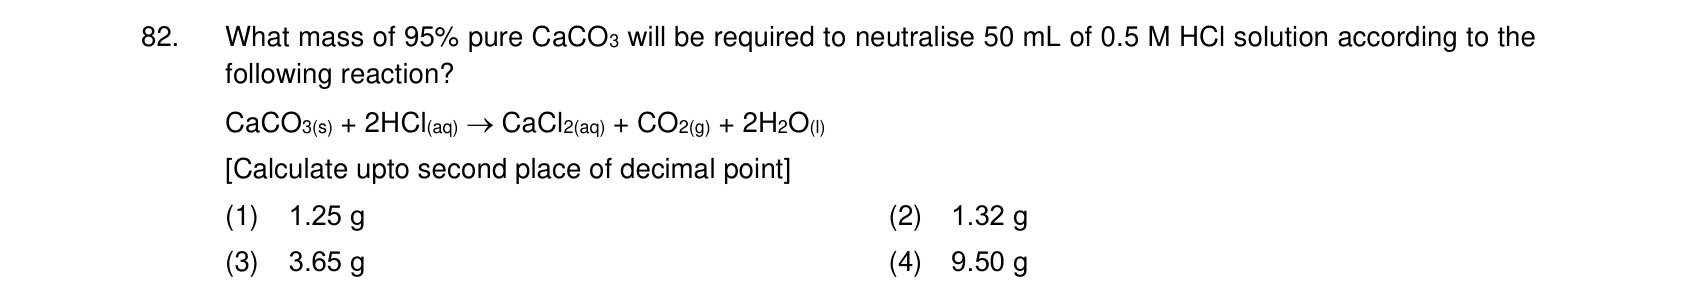 82. What mass of 95% pure CaCO3 will be required to neutralise 50 mL of 0.5 M HCl solution according to the
following reaction?
CaCO3(s) + 2HCl(aq) → CaCl2(aq) + CO2(g) + 2H2O(l)
[Calculate upto second place of decimal point]
(1) 1.25 g (2) 1.32 g
(3) 3.65 g (4) 9.50 g